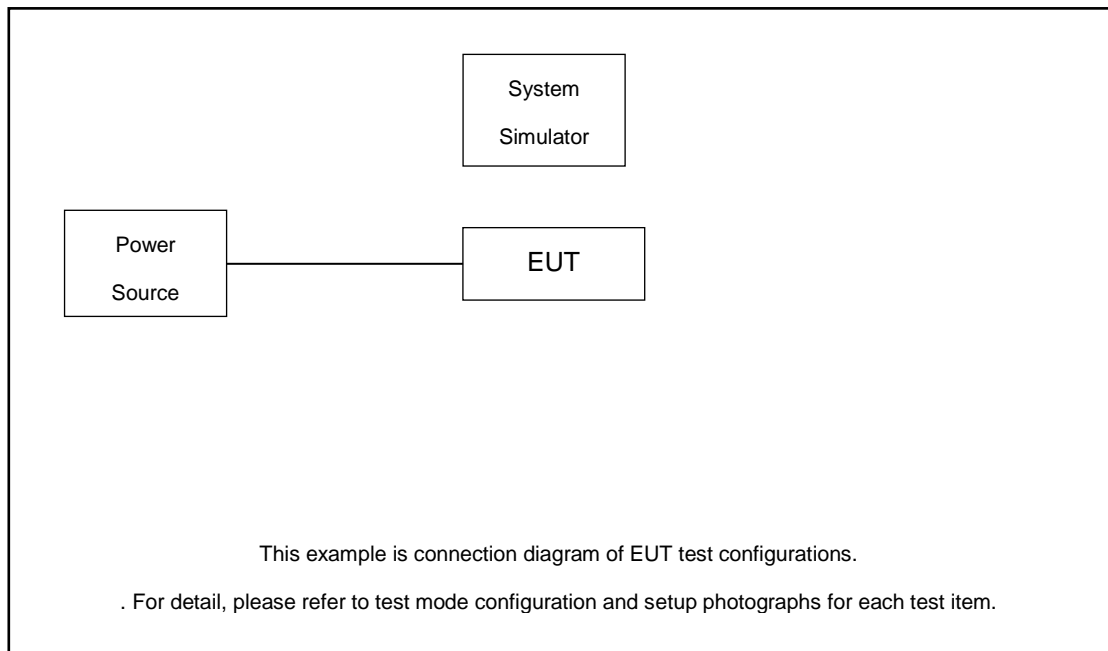 System
Simulator
Power
Source
EUT
This example is connection diagram of EUT test configurations.
. For detail, please refer to test mode configuration and setup photographs for each test item.